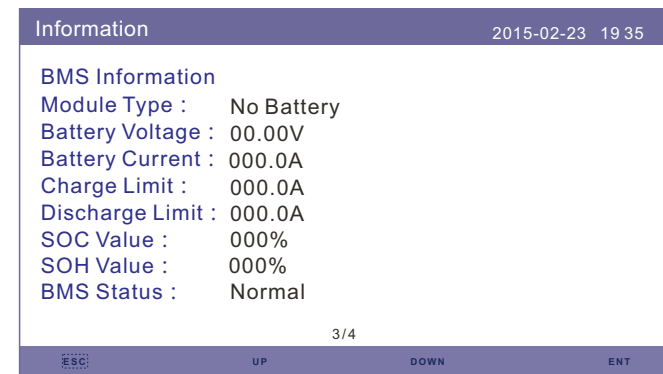 Information 2015-02-23 19 35
BMS Information
Module Type : No Battery
Battery Voltage : 00.00V
Battery Current : 000.0A
Charge Limit : 000.0A
Discharge Limit : 000.0A
SOC Value : 000%
SOH Value : 000%
BMS Status : Normal
3/4
ESC UP DOWN ENT